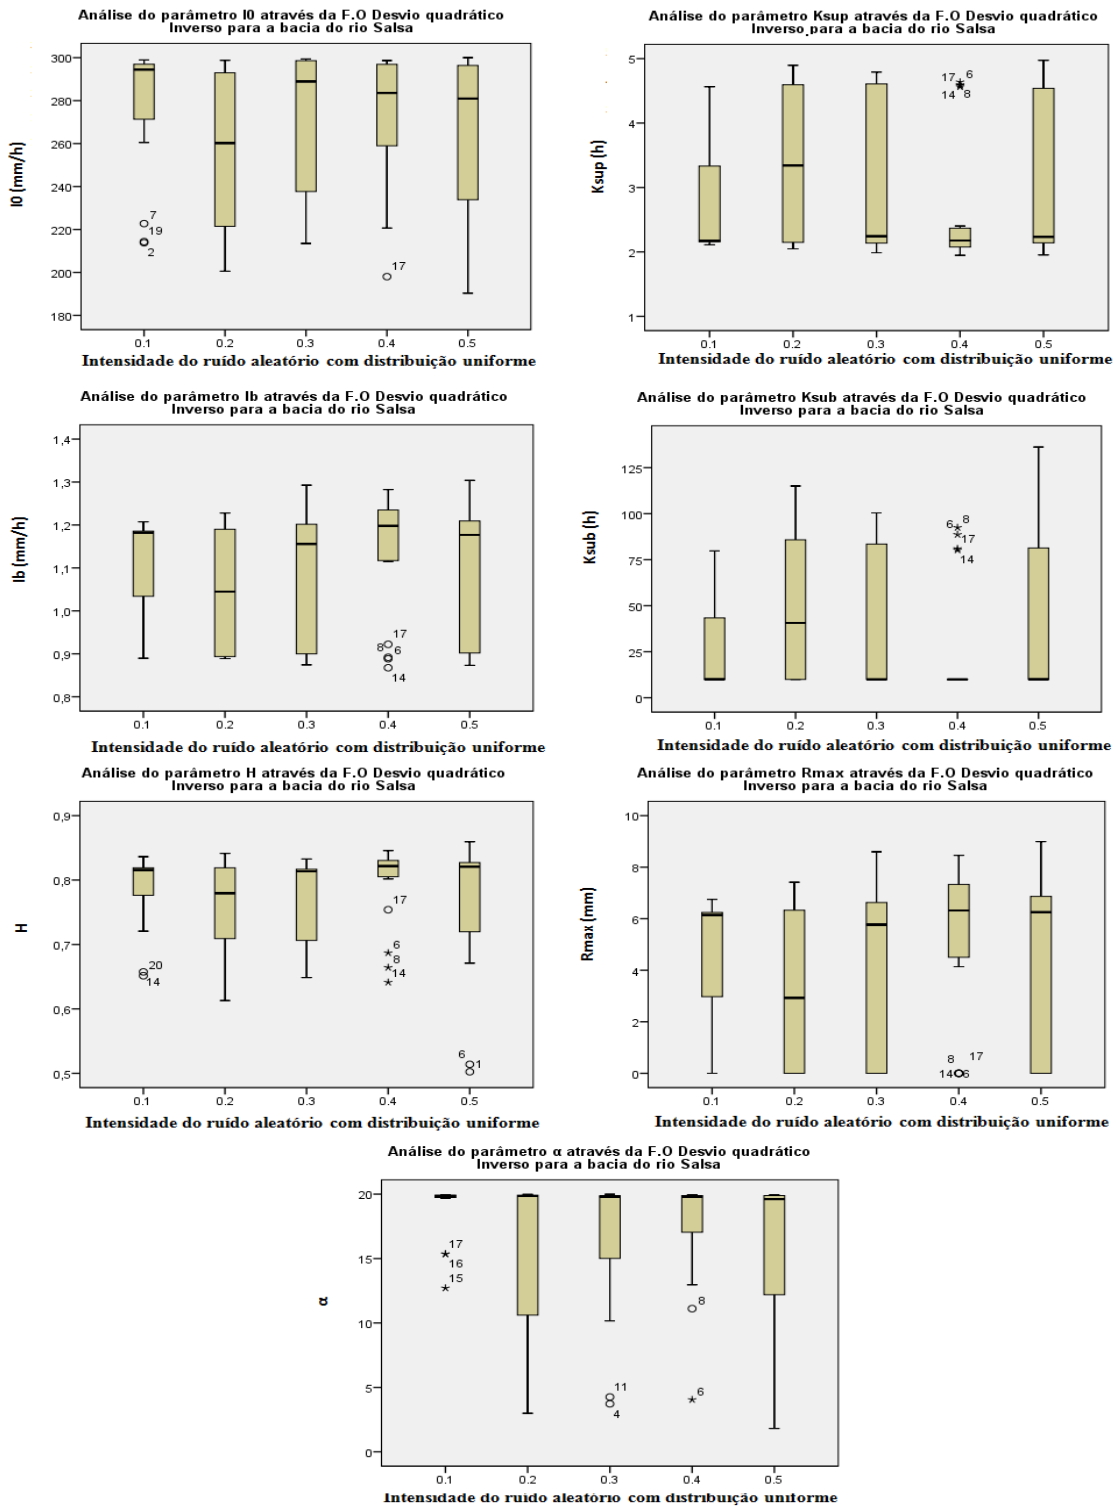 Análise do parâmetro I0 através da F.O Desvio quadrático
Inverso para a bacia do rio Salsa
I0 (mm/h)
300
280
260
240
220
200
180
7
19
2
17
0.1 0.2 0.3 0.4 0.5
Intensidade do ruído aleatório com distribuição uniforme
Análise do parâmetro Ksup através da F.O Desvio quadrático
Inverso para a bacia do rio Salsa
Ksup (h)
5
4
3
2
1
17 6
14 8
0.1 0.2 0.3 0.4 0.5
Intensidade do ruído aleatório com distribuição uniforme
Análise do parâmetro Ib através da F.O Desvio quadrático
Inverso para a bacia do rio Salsa
Ib (mm/h)
1,4
1,3
1,2
1,1
1,0
0,9
0,8
17
8 6
14
0.1 0.2 0.3 0.4 0.5
Intensidade do ruído aleatório com distribuição uniforme
Análise do parâmetro Ksub através da F.O Desvio quadrático
Inverso para a bacia do rio Salsa
Ksub (h)
125
100
75
50
25
0
6 8
17
14
0.1 0.2 0.3 0.4 0.5
Intensidade do ruído aleatório com distribuição uniforme
Análise do parâmetro H através da F.O Desvio quadrático
Inverso para a bacia do rio Salsa
H
0,9
0,8
0,7
0,6
0,5
20
14
17
6
8
14
6 1
0.1 0.2 0.3 0.4 0.5
Intensidade do ruído aleatório com distribuição uniforme
Análise do parâmetro Rmax através da F.O Desvio quadrático
Inverso para a bacia do rio Salsa
Rmax (mm)
10
8
6
4
2
0
8 17
14 6
0.1 0.2 0.3 0.4 0.5
Intensidade do ruído aleatório com distribuição uniforme
Análise do parâmetro α através da F.O Desvio quadrático
Inverso para a bacia do rio Salsa
α
20
15
10
5
0
17
16
15
11
4
8
6
0.1 0.2 0.3 0.4 0.5
Intensidade do ruído aleatório com distribuição uniforme